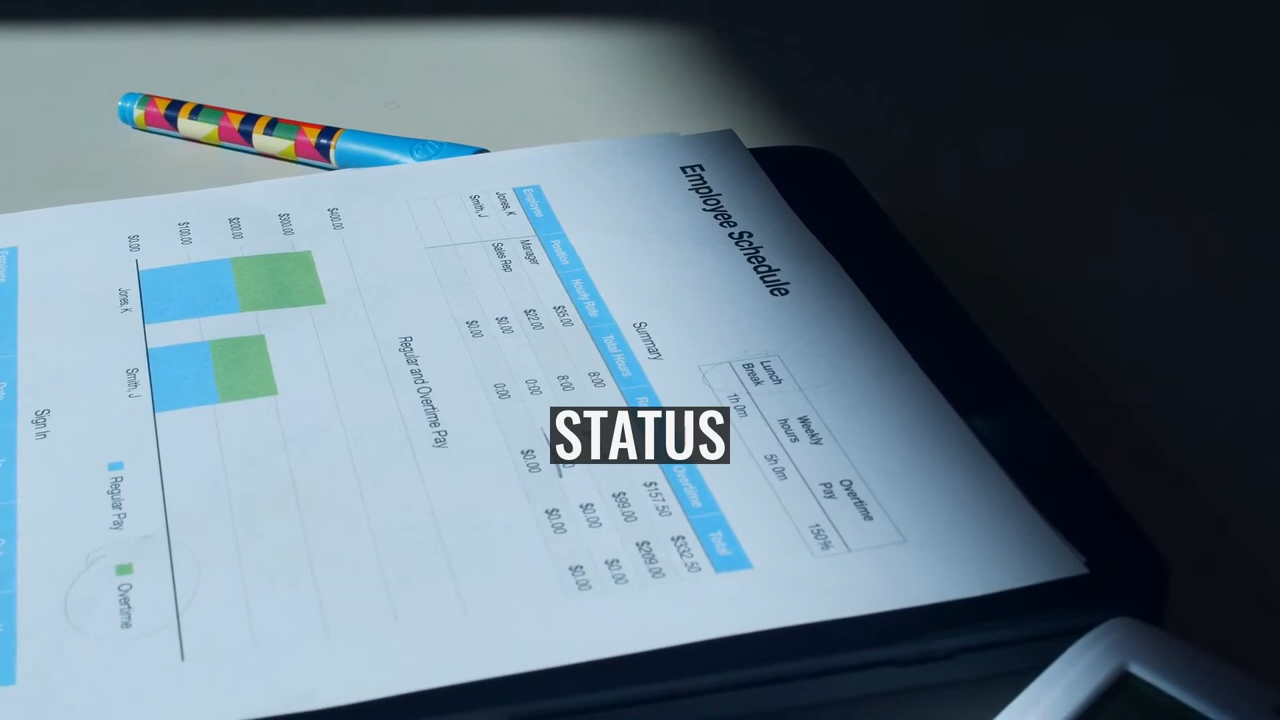 Employee Schedule
Lunch Break Weekly hours Overtime Pay
1h 0m 5h 0m 150%
Summary
Employee Position Hourly Rate Total Hours Overtime Total
Jones, K Manager $35.00 8:00 $157.50 $332.50
Smith, J Sales Rep $22.00 8:00 $99.00 $209.00
$0.00 0:00 $0.00 $0.00
$0.00 0:00 $0.00 $0.00 $0.00
Regular and Overtime Pay
$400.00
$300.00
$200.00
$100.00
$0.00
Jones, K Smith, J
Regular Pay Overtime
Sign In
STATUS